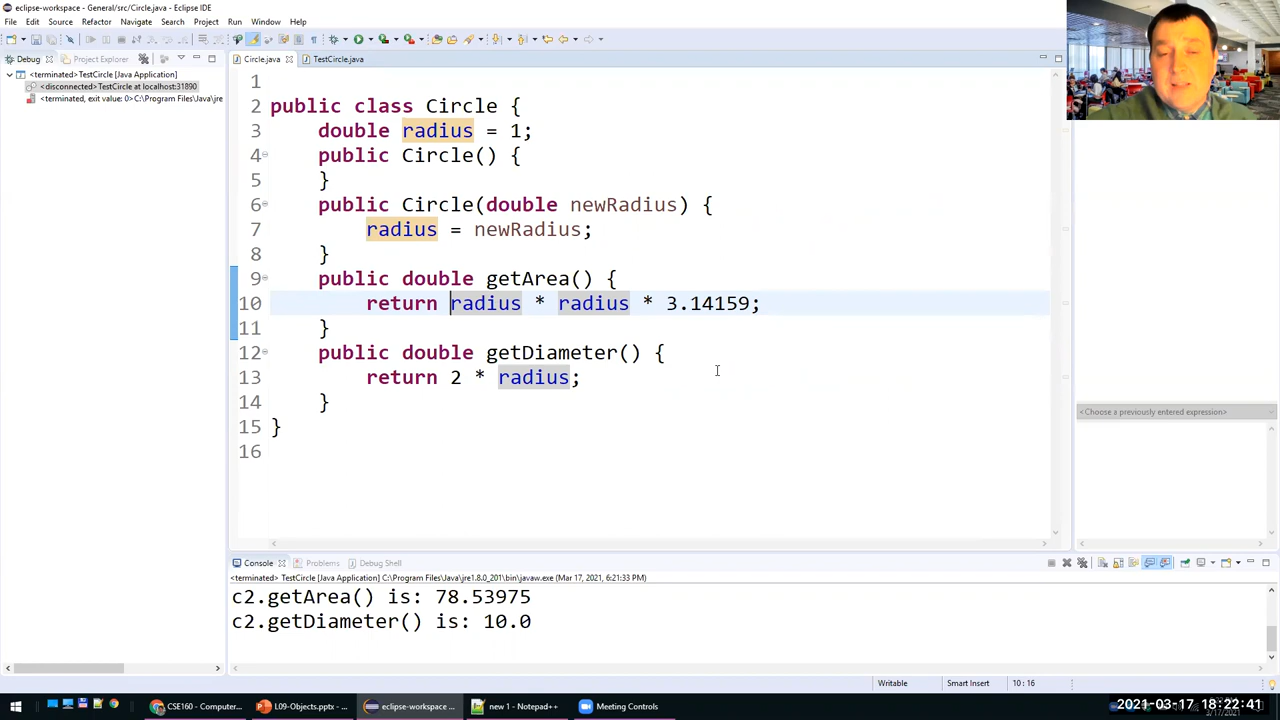 eclipse-workspace - General/src/Circle.java - Eclipse IDE
File Edit Source Refactor Navigate Search Project Run Window Help
Debug Project Explorer
<terminated>TestCircle [Java Application]
<disconnected>TestCircle at localhost:31890
<terminated, exit value: 0>C:\Program Files\Java\jre
Circle.java TestCircle.java
1
2 public class Circle {
3 double radius = 1;
4 public Circle() {
5 }
6 public Circle(double newRadius) {
7 radius = newRadius;
8 }
9 public double getArea() {
10 return radius * radius * 3.14159;
11 }
12 public double getDiameter() {
13 return 2 * radius;
14 }
15 }
16
<Choose a previously entered expression>
Console Problems Debug Shell
<terminated> TestCircle [Java Application] C:\Program Files\Java\jre1.8.0_201\bin\javaw.exe (Mar 17, 2021, 6:21:33 PM)
c2.getArea() is: 78.53975
c2.getDiameter() is: 10.0
Writable Smart Insert 10 : 16
CSE160 - Computer... L09-Objects.pptx - ... eclipse-workspace ... new 1 - Notepad++ Meeting Controls
2021-03-17 18:22:41